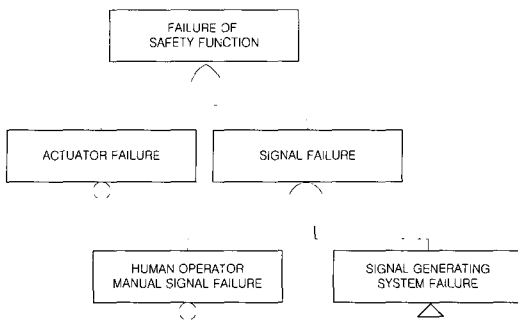 FAILURE OF
SAFETY FUNCTION
ACTUATOR FAILURE
SIGNAL FAILURE
HUMAN OPERATOR
MANUAL SIGNAL FAILURE
SIGNAL GENERATING
SYSTEM FAILURE